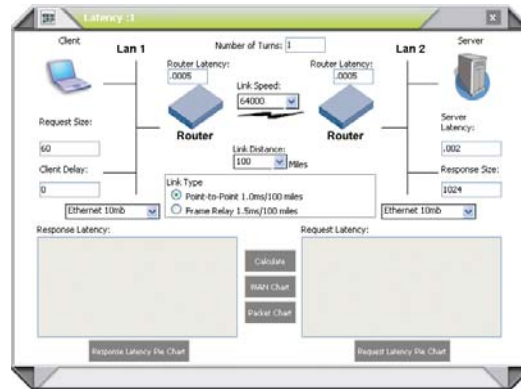 Latency :1
x
Client
Lan 1
Number of Turns: 1
Lan 2
Server
Router Latency:
.0005
Router Latency:
.0005
Link Speed:
64000
Router
Router
Request Size:
60
Server Latency:
.002
Link Distance:
100 Miles
Client Delay:
0
Response Size:
1024
Link Type
Point-to-Point 1.0ms/100 miles
Frame Relay 1.5ms/100 miles
Ethernet 10mb
Ethernet 10mb
Response Latency:
Request Latency:
Calculate
WAN Chart
Packet Chart
Response Latency Pie Chart
Request Latency Pie Chart